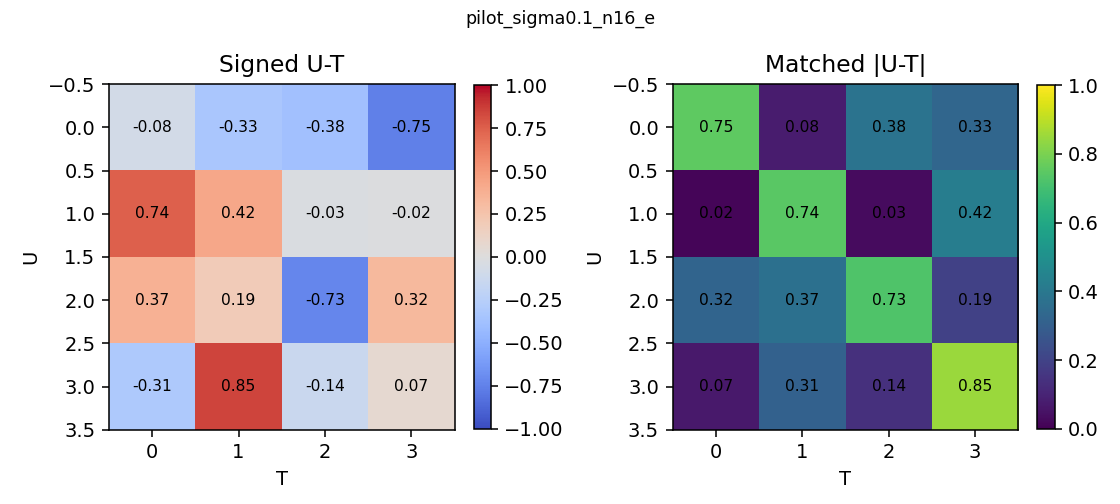 pilot_sigma0.1_n16_e
Signed U-T
−0.5
0.0
0.5
1.0
1.5
2.0
2.5
3.0
3.5
U
-0.08 -0.33 -0.38 -0.75
0.74 0.42 -0.03 -0.02
0.37 0.19 -0.73 0.32
-0.31 0.85 -0.14 0.07
0 1 2 3
T
1.00
0.75
0.50
0.25
0.00
−0.25
−0.50
−0.75
−1.00
Matched |U-T|
−0.5
0.0
0.5
1.0
1.5
2.0
2.5
3.0
3.5
U
0.75 0.08 0.38 0.33
0.02 0.74 0.03 0.42
0.32 0.37 0.73 0.19
0.07 0.31 0.14 0.85
0 1 2 3
T
1.0
0.8
0.6
0.4
0.2
0.0